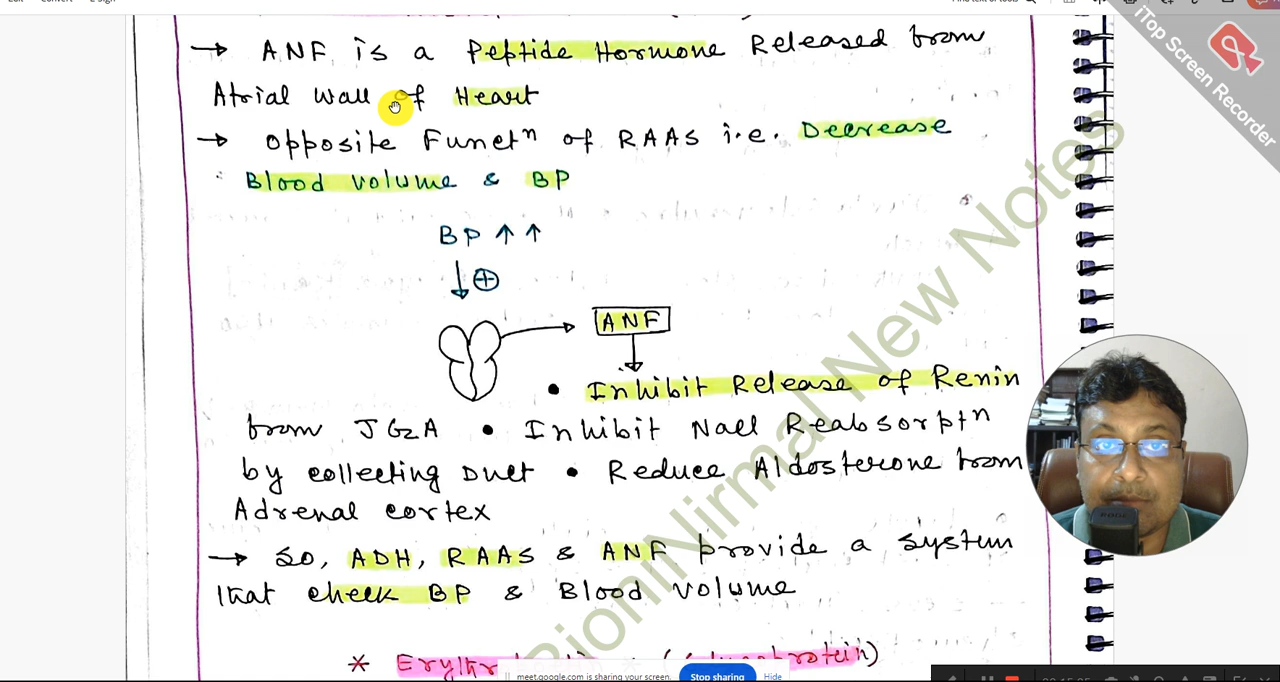 → ANF is a Peptide Hormone Released from
Atrial Wall of Heart
→ Opposite Functn of RAAS i.e. Decrease
Blood volume & BP
BP ↑ ↑
↓ ⊕
ANF
• Inhibit Release of Renin
from JGA • Inhibit Nacl Reabsorptn
by collecting Duct • Reduce Aldosterone from
Adrenal cortex
→ So, ADH, RAAS & ANF provide a system
that check BP & Blood volume
*
meet.google.com is sharing your screen. Stop sharing Hide
iTop Screen Recorder
Nirmal New Notes